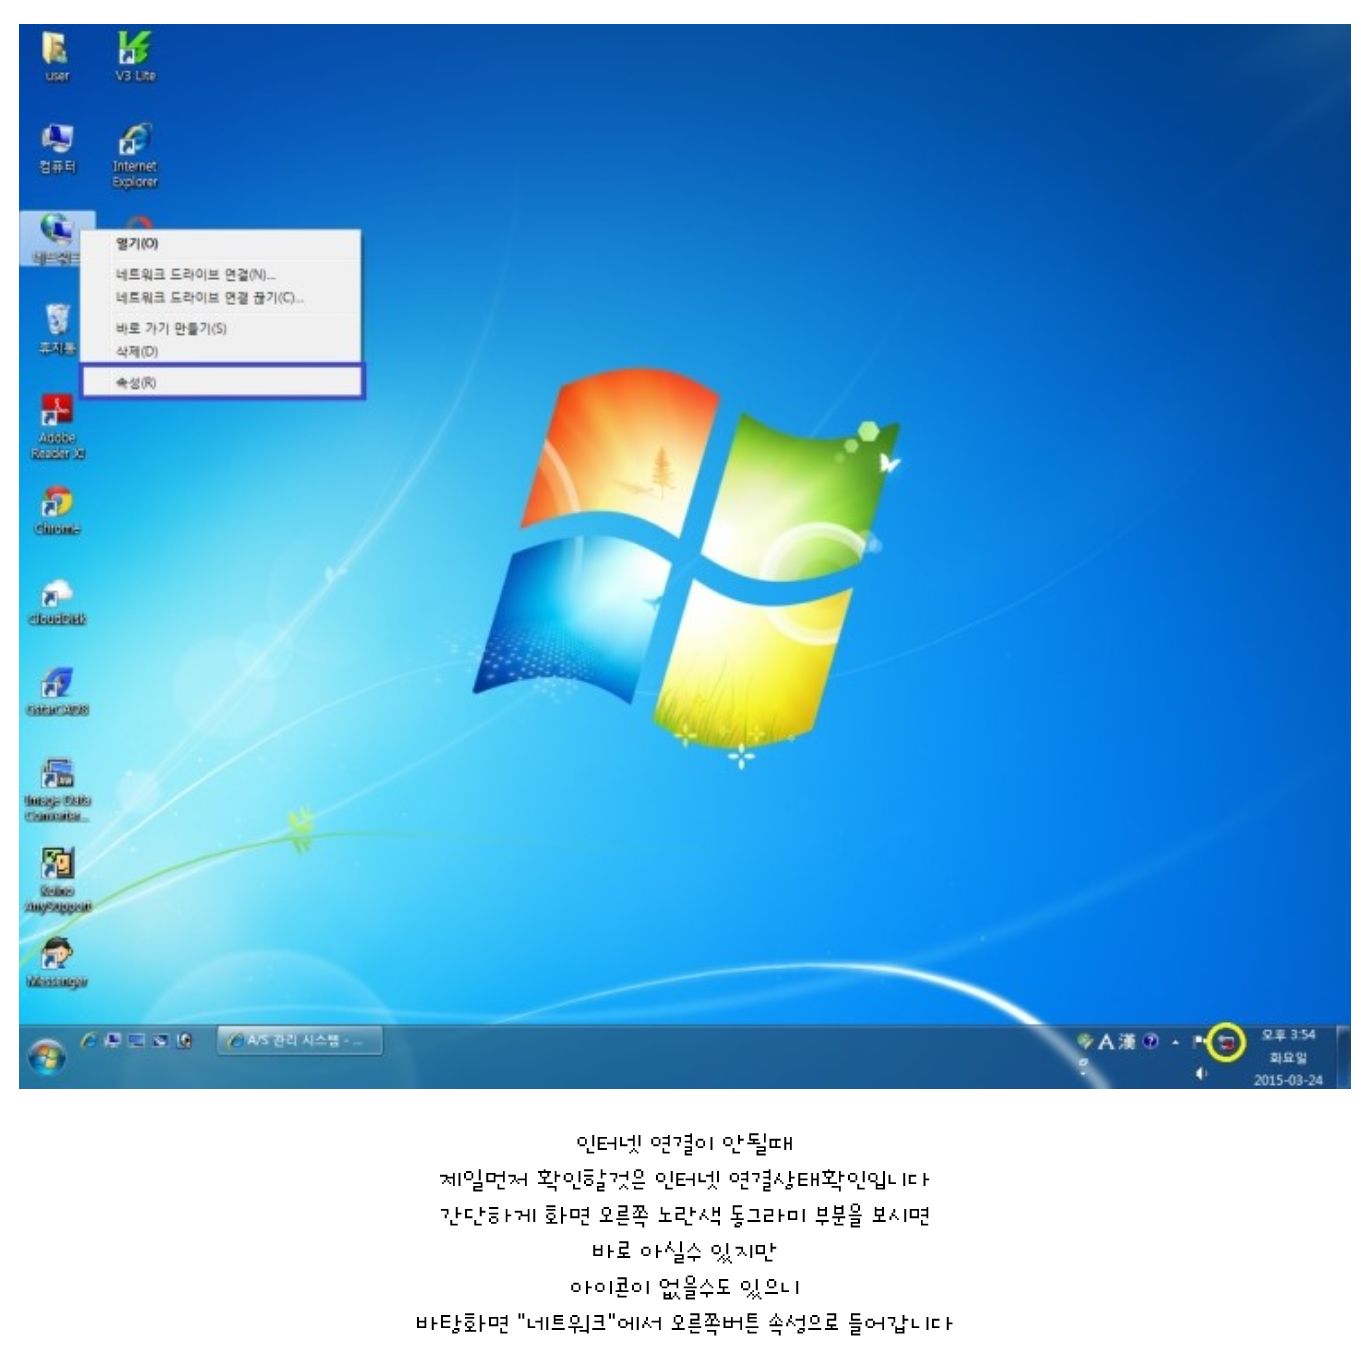 user
V3 Lite
컴퓨터
Internet
Explorer
네트워크
열기(O)
네트워크 드라이브 연결(N)...
네트워크 드라이브 연결 끊기(C)...
바로 가기 만들기(S)
삭제(D)
속성(R)
휴지통
Adobe
Reader XI
Chrome
CloudDisk
Image Data
Converter...
Koino
AnySupport
Messenger
A/S 관리 시스템 - ...
A 漢
오후 3:54
화요일
2015-03-24
인터넷 연결이 안될때
제일먼저 확인할것은 인터넷 연결상태확인입니다
간단하게 화면 오른쪽 노란색 동그라미 부분을 보시면
바로 아실수 있지만
아이콘이 없을수도 있으니
바탕화면 "네트워크"에서 오른쪽버튼 속성으로 들어갑니다